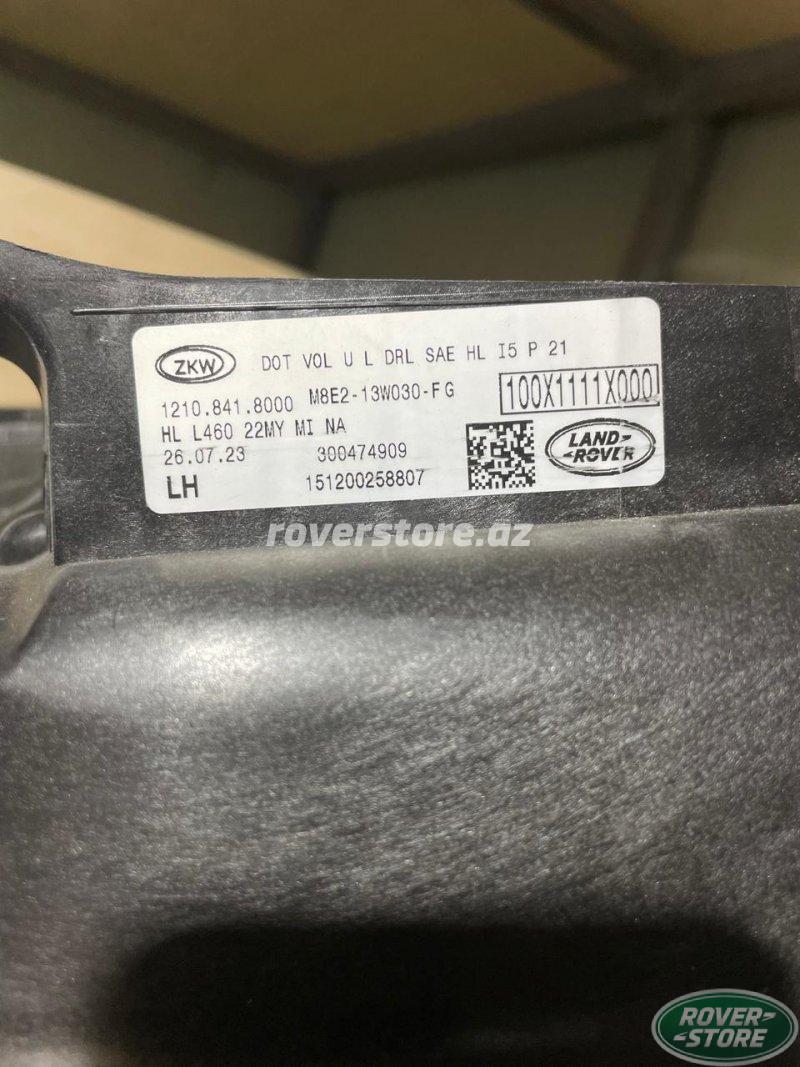 ZKW DOT VOL U L DRL SAE HL I5 P 21
1210.841.8000 M8E2-13W030-FG 100X1111X000
HL L460 22MY MI NA
26.07.23 300474909
LAND-
-ROVER
LH 151200258807
roverstore.az
ROVER-
-STORE